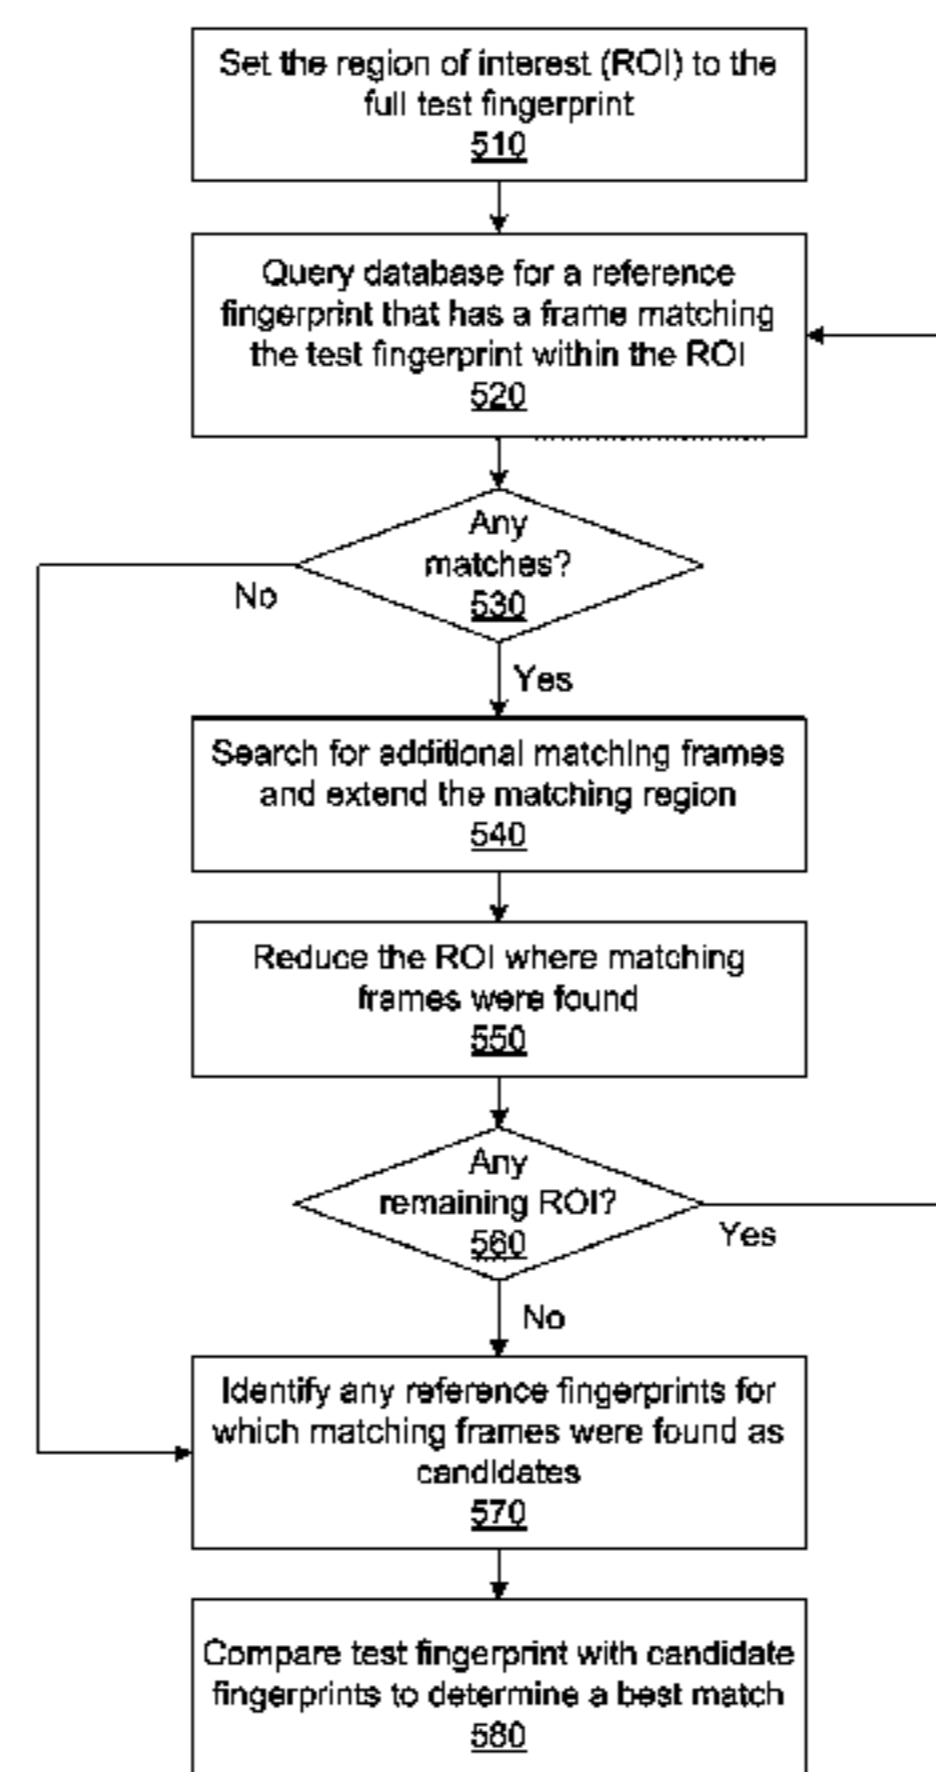 Set the region of interest (ROI) to the
full test fingerprint
510
Query database for a reference
fingerprint that has a frame matching
the test fingerprint within the ROI
520
Any
matches?
530
No
Yes
Search for additional matching frames
and extend the matching region
540
Reduce the ROI where matching
frames were found
550
Any
remaining ROI?
560
Yes
No
Identify any reference fingerprints for
which matching frames were found as
candidates
570
Compare test fingerprint with candidate
fingerprints to determine a best match
580